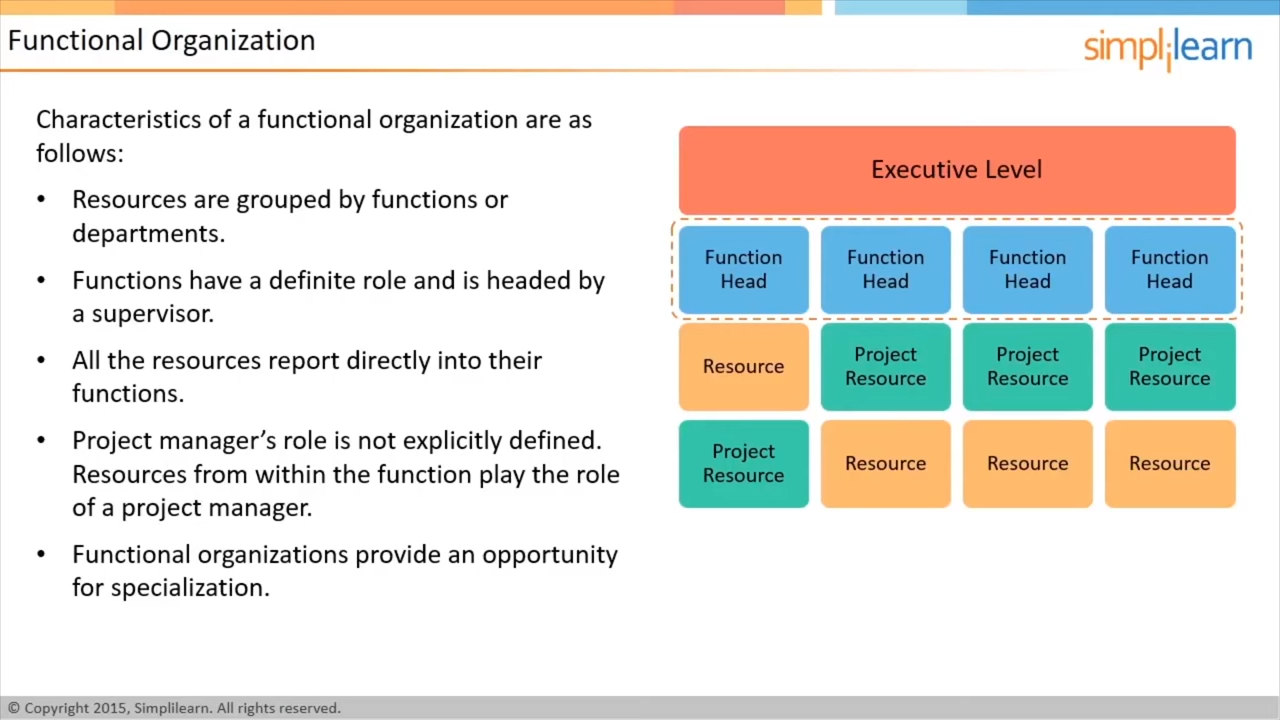 Functional Organization
simplilearn
Characteristics of a functional organization are as
follows:
• Resources are grouped by functions or
departments.
• Functions have a definite role and is headed by
a supervisor.
• All the resources report directly into their
functions.
• Project manager’s role is not explicitly defined.
Resources from within the function play the role
of a project manager.
• Functional organizations provide an opportunity
for specialization.
Executive Level
Function
Head
Function
Head
Function
Head
Function
Head
Resource
Project
Resource
Project
Resource
Project
Resource
Project
Resource
Resource
Resource
Resource
© Copyright 2015, Simplilearn. All rights reserved.